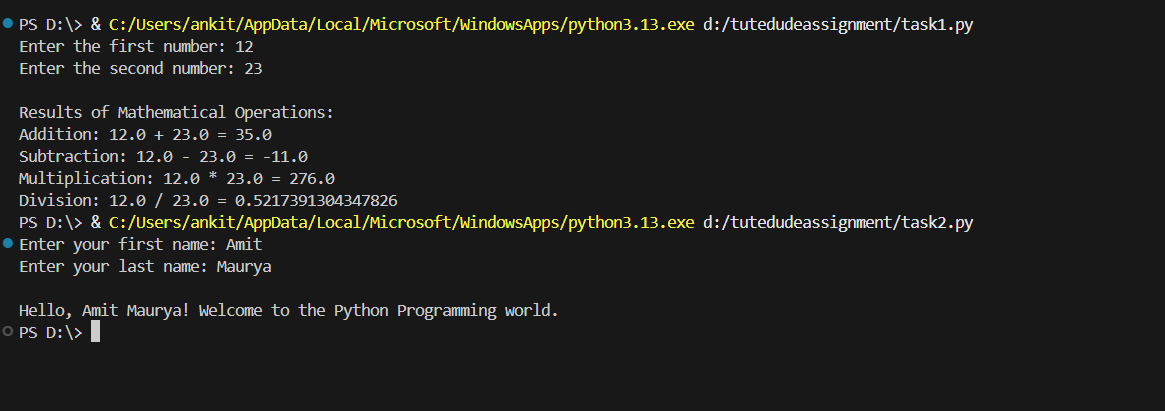 PS D:\> & C:/Users/ankit/AppData/Local/Microsoft/WindowsApps/python3.13.exe d:/tutedudeassignment/task1.py
Enter the first number: 12
Enter the second number: 23
Results of Mathematical Operations:
Addition: 12.0 + 23.0 = 35.0
Subtraction: 12.0 - 23.0 = -11.0
Multiplication: 12.0 * 23.0 = 276.0
Division: 12.0 / 23.0 = 0.5217391304347826
PS D:\> & C:/Users/ankit/AppData/Local/Microsoft/WindowsApps/python3.13.exe d:/tutedudeassignment/task2.py
Enter your first name: Amit
Enter your last name: Maurya
Hello, Amit Maurya! Welcome to the Python Programming world.
PS D:\>